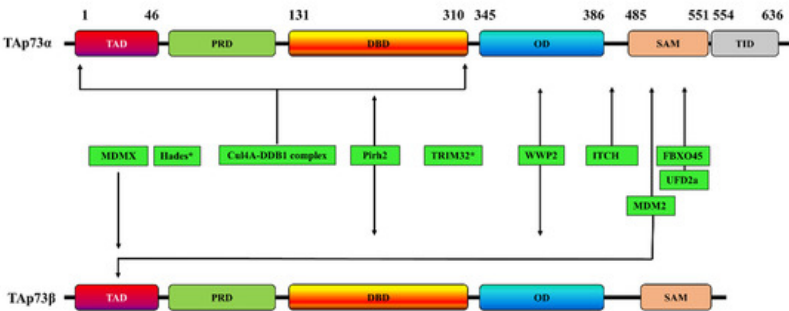 1 46 131 310 345 386 485 551 554 636
TAp73α TAD PRD DBD OD SAM TID
MDMX Hades* Cul4A-DDB1 complex Pirh2 TRIM32* WWP2 ITCH FBXO45
UFD2a
MDM2
TAp73β TAD PRD DBD OD SAM